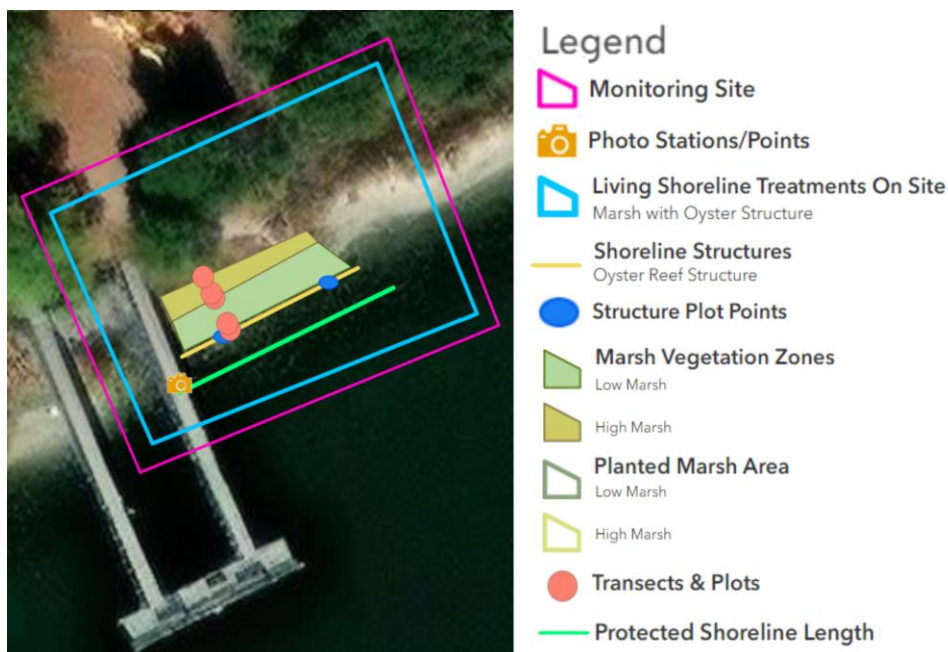 Legend
Monitoring Site
Photo Stations/Points
Living Shoreline Treatments On Site
Marsh with Oyster Structure
Shoreline Structures
Oyster Reef Structure
Structure Plot Points
Marsh Vegetation Zones
Low Marsh
High Marsh
Planted Marsh Area
Low Marsh
High Marsh
Transects & Plots
Protected Shoreline Length